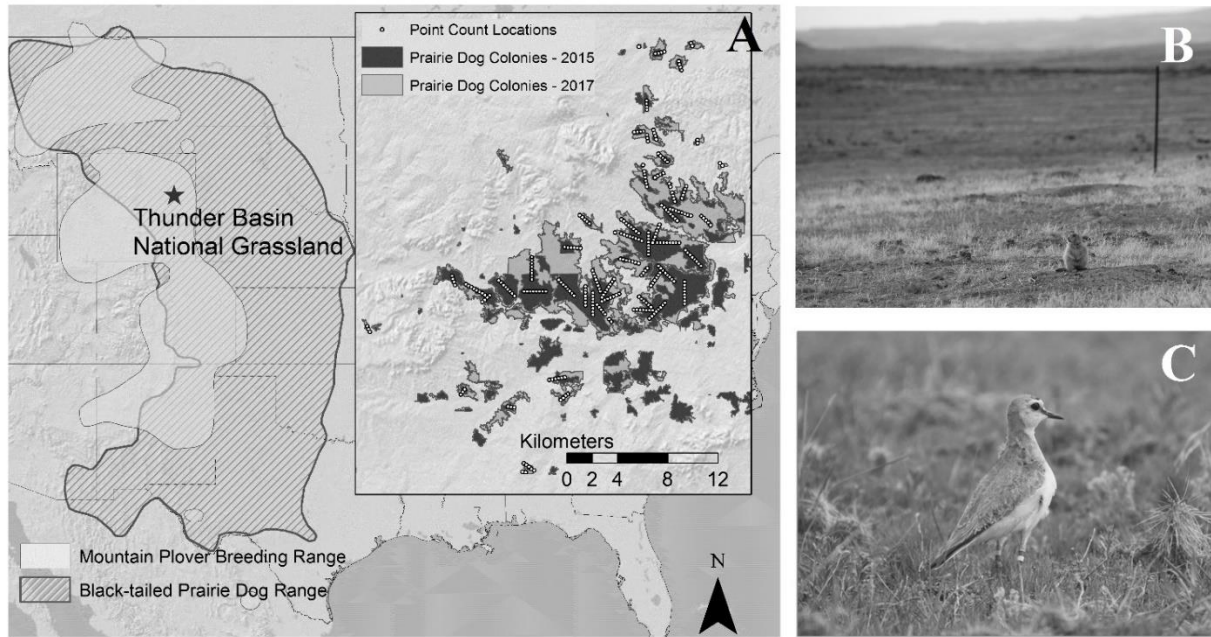 A
Point Count Locations
Prairie Dog Colonies - 2015
Prairie Dog Colonies - 2017
Thunder Basin
National Grassland
Kilometers
0 2 4 8 12
Mountain Plover Breeding Range
Black-tailed Prairie Dog Range
N
B
C